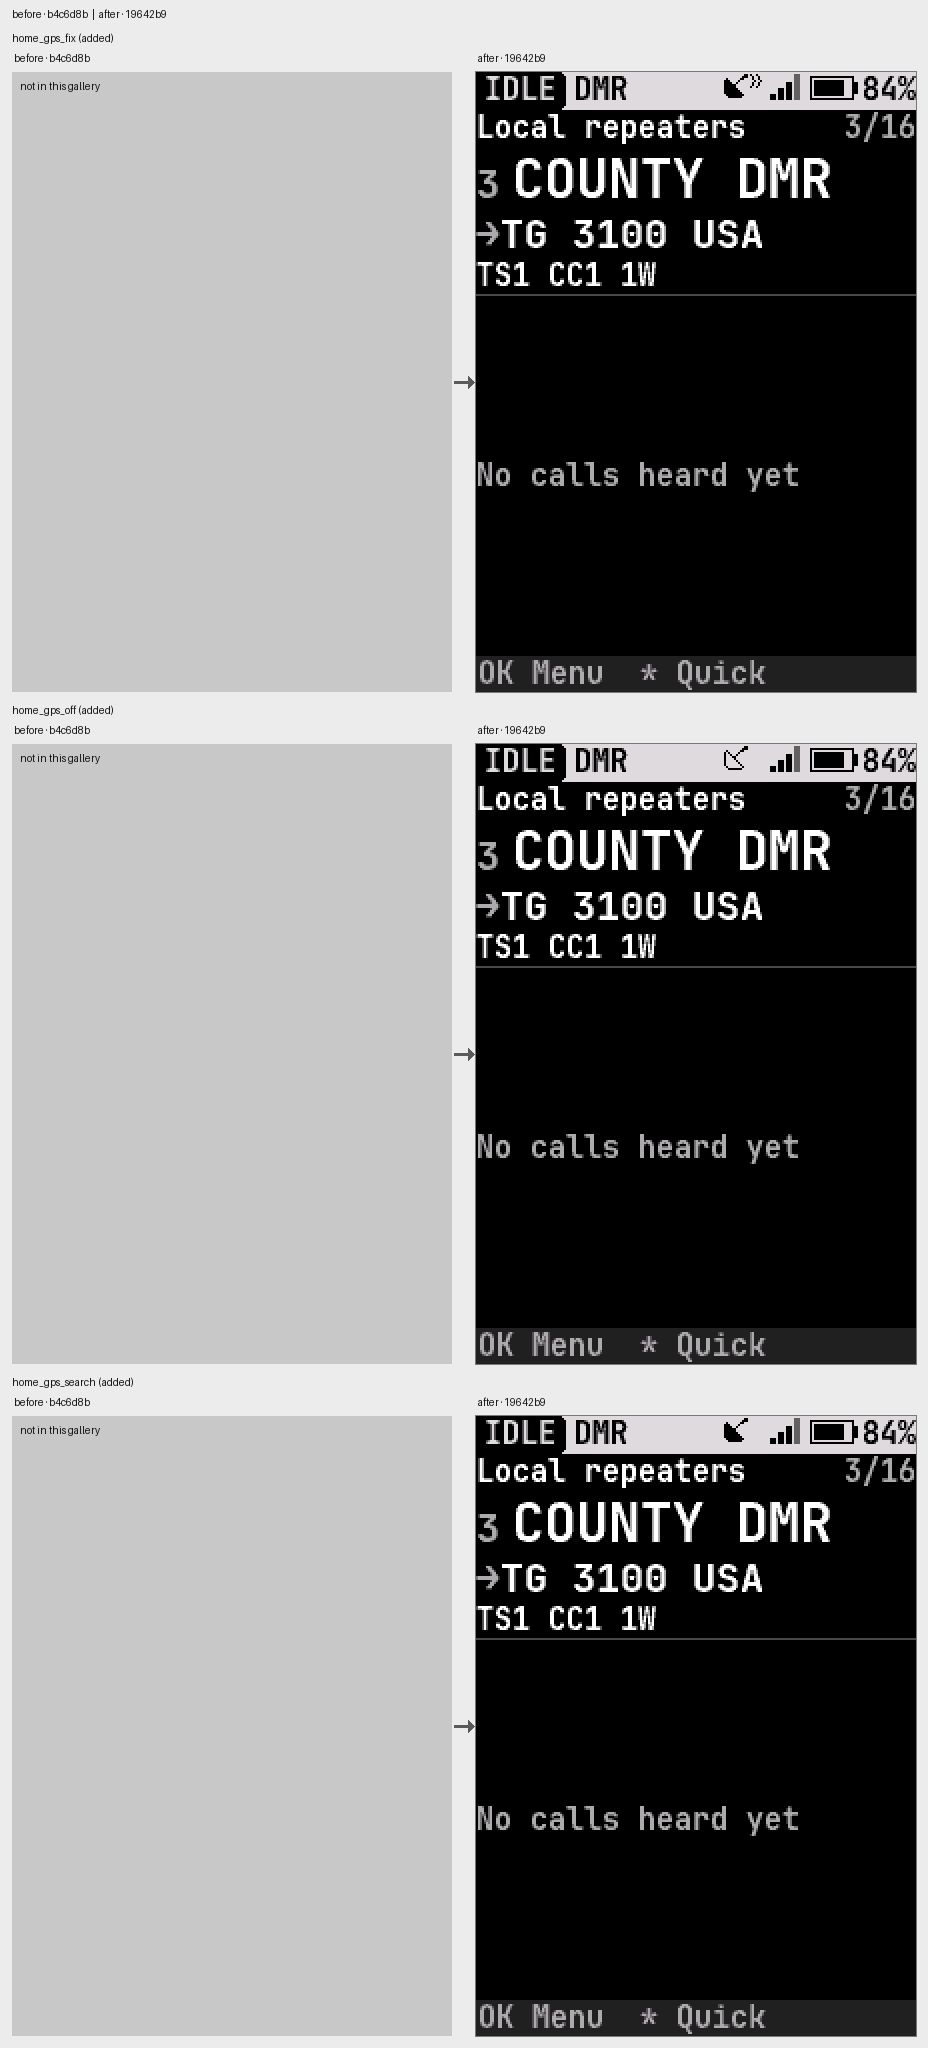 before · b4c6d8b | after · 19642b9
home_gps_fix (added)
before · b4c6d8b
after · 19642b9
not in this gallery
IDLE DMR 84%
Local repeaters 3/16
3 COUNTY DMR
→TG 3100 USA
TS1 CC1 1W
No calls heard yet
OK Menu * Quick
home_gps_off (added)
before · b4c6d8b
after · 19642b9
not in this gallery
IDLE DMR 84%
Local repeaters 3/16
3 COUNTY DMR
→TG 3100 USA
TS1 CC1 1W
No calls heard yet
OK Menu * Quick
home_gps_search (added)
before · b4c6d8b
after · 19642b9
not in this gallery
IDLE DMR 84%
Local repeaters 3/16
3 COUNTY DMR
→TG 3100 USA
TS1 CC1 1W
No calls heard yet
OK Menu * Quick